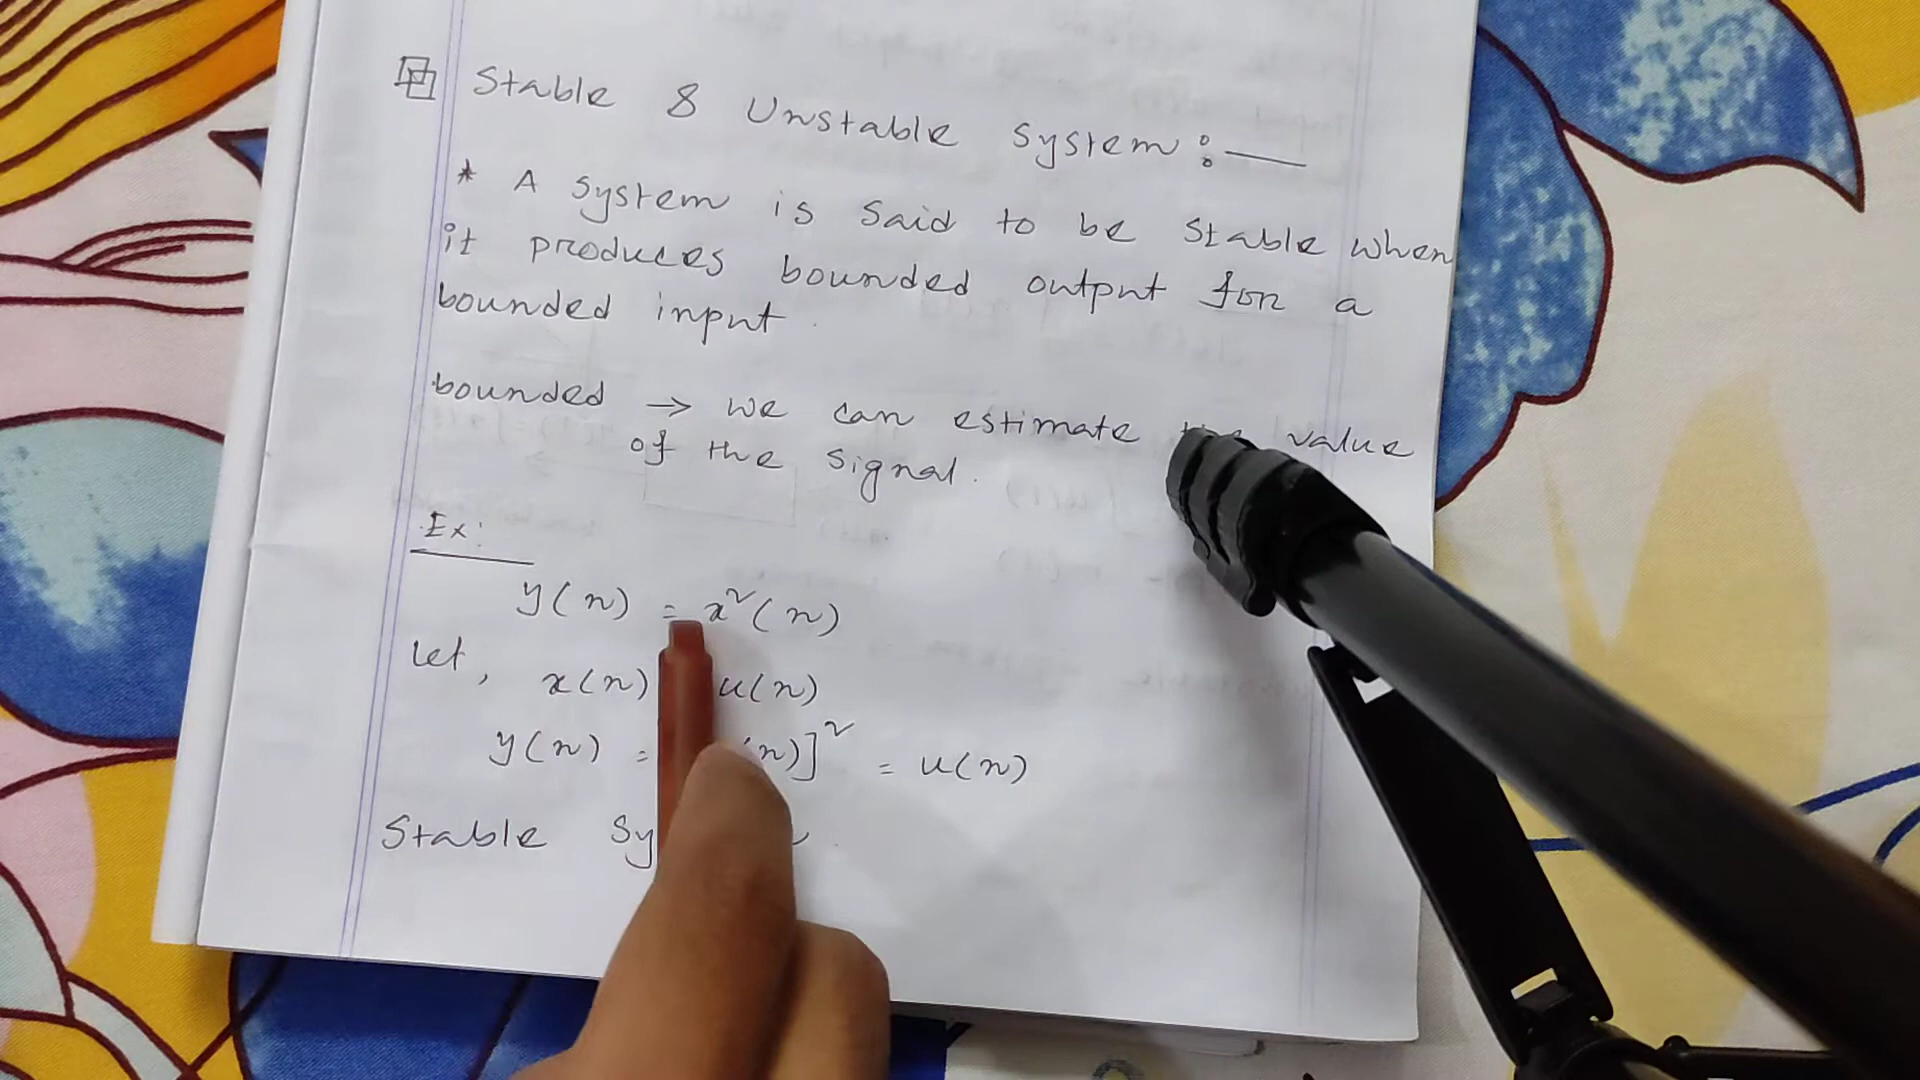 Stable & Unstable System :—
* A system is said to be stable when
it produces bounded output for a
bounded input.
bounded → we can estimate the value
of the signal.
Ex:
y(n) = x²(n)
Let, x(n) u(n)
y(n) = (n)]² = u(n)
Stable